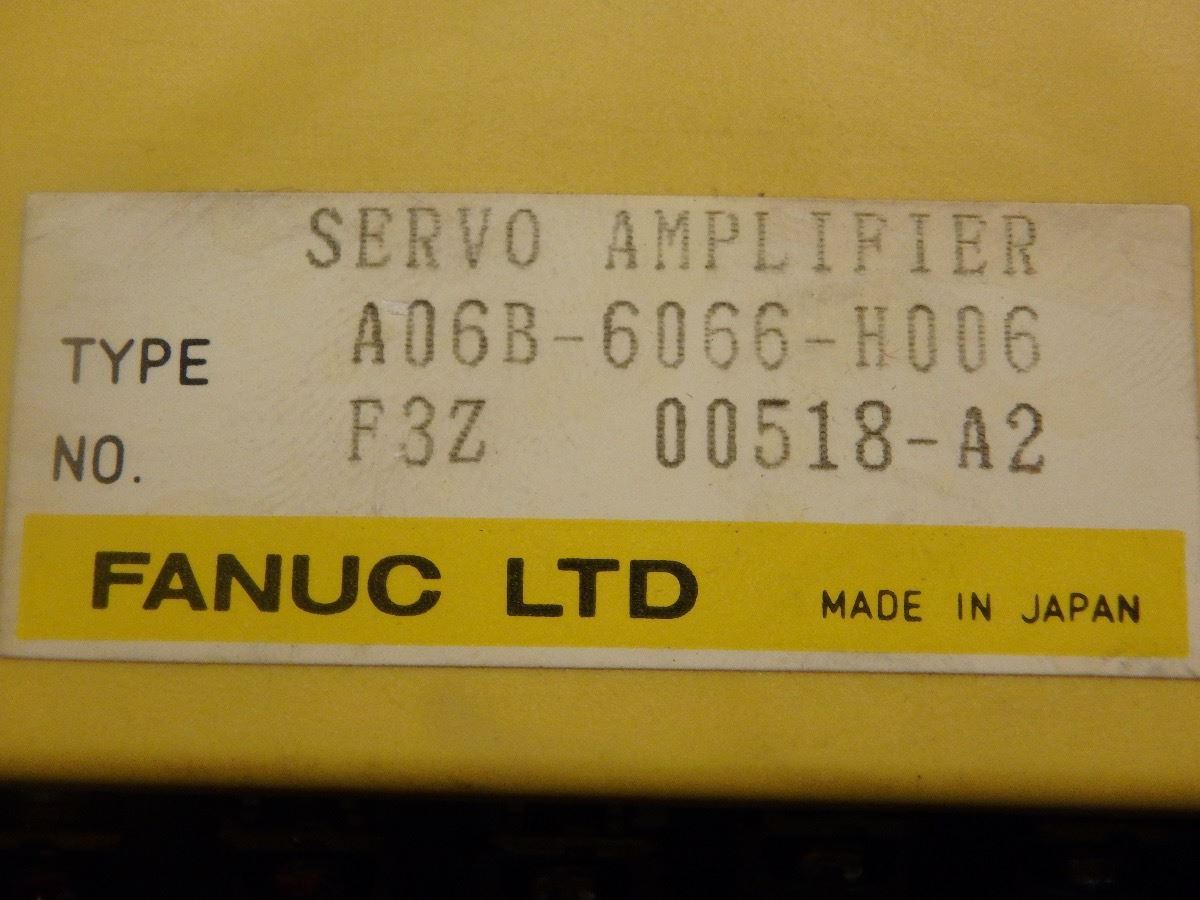 SERVO AMPLIFIER
TYPE A06B-6066-H006
NO. F3Z 00518-A2
FANUC LTD MADE IN JAPAN